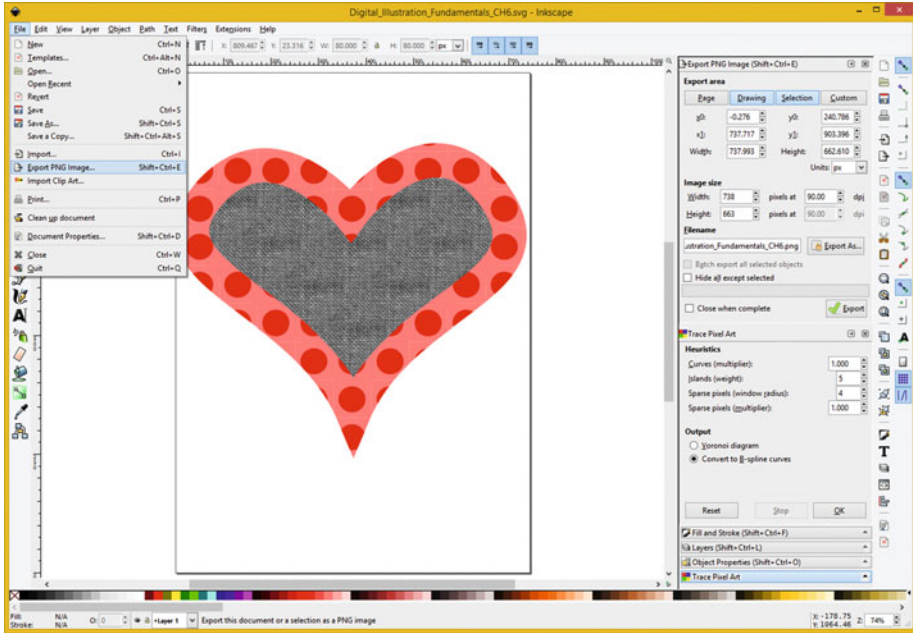 Digital_Illustration_Fundamentals_CH6.svg - Inkscape
File Edit View Layer Object Path Text Filters Extensions Help
X: 809.467 Y: 23.316 W: 80.000 H: 80.000 px
New Ctrl+N
Templates... Ctrl+Alt+N
Open... Ctrl+O
Open Recent
Revert
Save Ctrl+S
Save As... Shift+Ctrl+S
Save a Copy... Shift+Ctrl+Alt+S
Import... Ctrl+I
Export PNG Image... Shift+Ctrl+E
Import Clip Art...
Print... Ctrl+P
Clean up document
Document Properties... Shift+Ctrl+D
Close Ctrl+W
Quit Ctrl+Q
Export PNG Image (Shift+Ctrl+E)
Export area
Page Drawing Selection Custom
x0: -0.276 y0: 240.786
x1: 737.717 y1: 903.396
Width: 737.993 Height: 662.610
Units: px
Image size
Width: 738 pixels at 90.00 dpi
Height: 663 pixels at 90.00 dpi
Filename
ustration_Fundamentals_CH6.png Export As...
Batch export all selected objects
Hide all except selected
Close when complete Export
Trace Pixel Art
Heuristics
Curves (multiplier): 1.000
Islands (weight): 5
Sparse pixels (window radius): 4
Sparse pixels (multiplier): 1.000
Output
Voronoi diagram
Convert to B-spline curves
Reset Stop OK
Fill and Stroke (Shift+Ctrl+F)
Layers (Shift+Ctrl+L)
Object Properties (Shift+Ctrl+O)
Trace Pixel Art
Fill: N/A
Stroke: N/A
O: 0
Layer 1
Export this document or a selection as a PNG image
X: -178.75
Y: 1064.46
Z: 74%